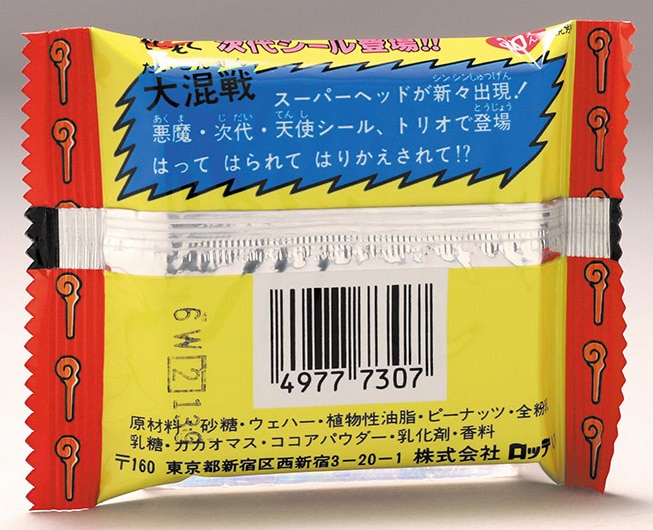 次代シール登場!!
大混戦
スーパーヘッドが新々出現!
シンシンしゅつげん
あくま じだい てんし とうじょう
悪魔・次代・天使シール、トリオで登場
はって はられて はりかえされて!?
4977 7307
6W 2 139
原材料・砂糖・ウェハー・植物性油脂・ピーナッツ・全粉
乳糖・カカオマス・ココアパウダー・乳化剤・香料
〒160 東京都新宿区西新宿3-20-1 株式会社 ロッテ